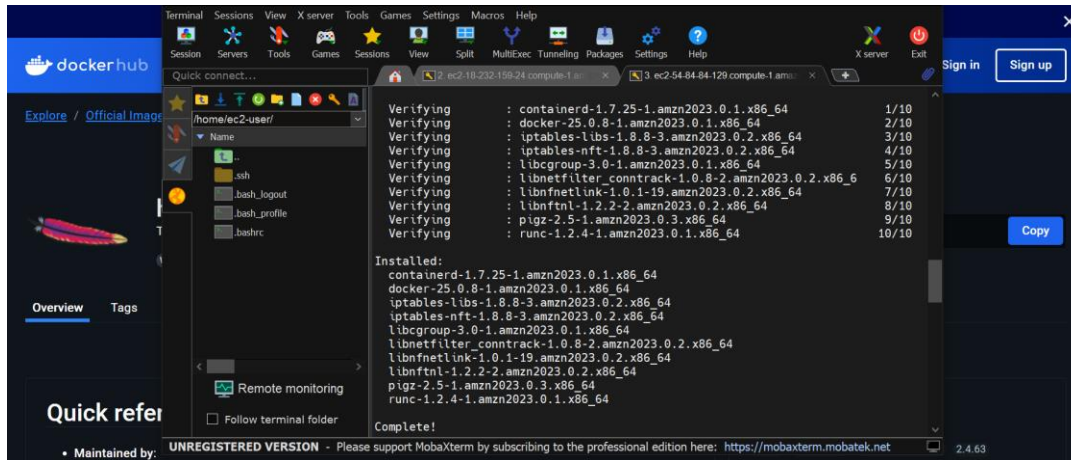 Terminal Sessions View X server Tools Games Settings Macros Help
Session Servers Tools Games Sessions View Split MultiExec Tunneling Packages Settings Help X server Exit
dockerhub
Sign in Sign up
Quick connect...
2. ec2-18-232-159-24.compute-1.am
3. ec2-54-84-84-129.compute-1.ama
Explore / Official Image
/home/ec2-user/
Name
..
.ssh
.bash_logout
.bash_profile
.bashrc
Verifying : containerd-1.7.25-1.amzn2023.0.1.x86_64 1/10
Verifying : docker-25.0.8-1.amzn2023.0.1.x86_64 2/10
Verifying : iptables-libs-1.8.8-3.amzn2023.0.2.x86_64 3/10
Verifying : iptables-nft-1.8.8-3.amzn2023.0.2.x86_64 4/10
Verifying : libcgroup-3.0-1.amzn2023.0.1.x86_64 5/10
Verifying : libnetfilter_conntrack-1.0.8-2.amzn2023.0.2.x86_6 6/10
Verifying : libnfnetlink-1.0.1-19.amzn2023.0.2.x86_64 7/10
Verifying : libnftnl-1.2.2-2.amzn2023.0.2.x86_64 8/10
Verifying : pigz-2.5-1.amzn2023.0.3.x86_64 9/10
Verifying : runc-1.2.4-1.amzn2023.0.1.x86_64 10/10
Installed:
containerd-1.7.25-1.amzn2023.0.1.x86_64
docker-25.0.8-1.amzn2023.0.1.x86_64
iptables-libs-1.8.8-3.amzn2023.0.2.x86_64
iptables-nft-1.8.8-3.amzn2023.0.2.x86_64
libcgroup-3.0-1.amzn2023.0.1.x86_64
libnetfilter_conntrack-1.0.8-2.amzn2023.0.2.x86_64
libnfnetlink-1.0.1-19.amzn2023.0.2.x86_64
libnftnl-1.2.2-2.amzn2023.0.2.x86_64
pigz-2.5-1.amzn2023.0.3.x86_64
runc-1.2.4-1.amzn2023.0.1.x86_64
Complete!
Copy
Overview Tags
Remote monitoring
Follow terminal folder
Quick refer
UNREGISTERED VERSION - Please support MobaXterm by subscribing to the professional edition here: https://mobaxterm.mobatek.net
Maintained by:
2.4.63